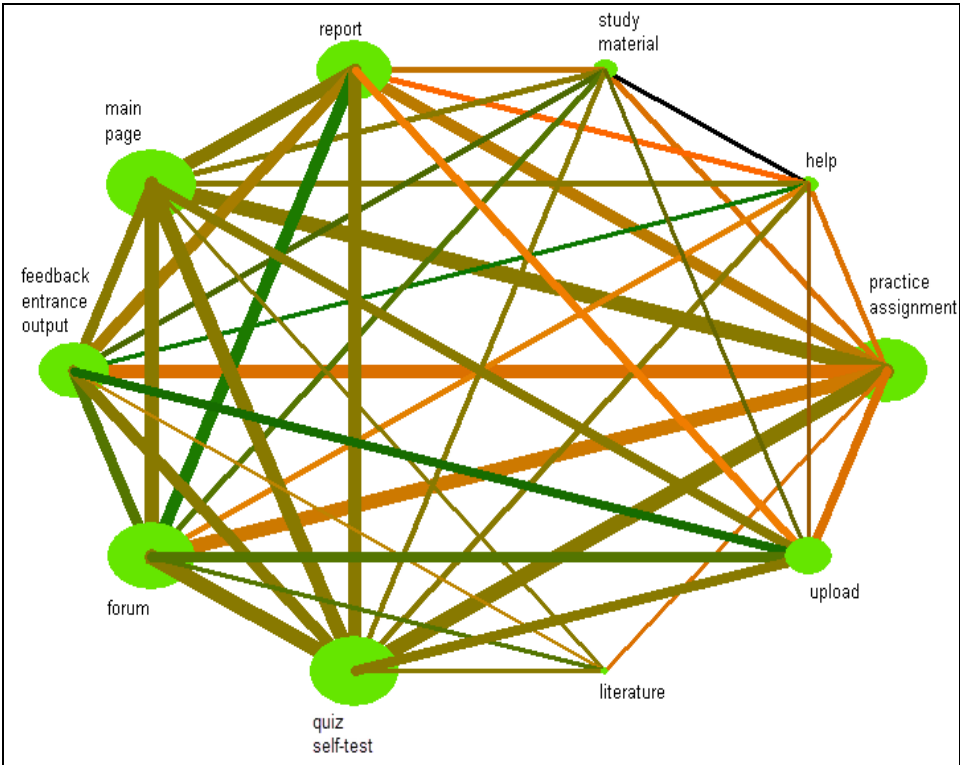 report
study
material
main
page
help
feedback
entrance
output
practice
assignment
forum
upload
literature
quiz
self-test